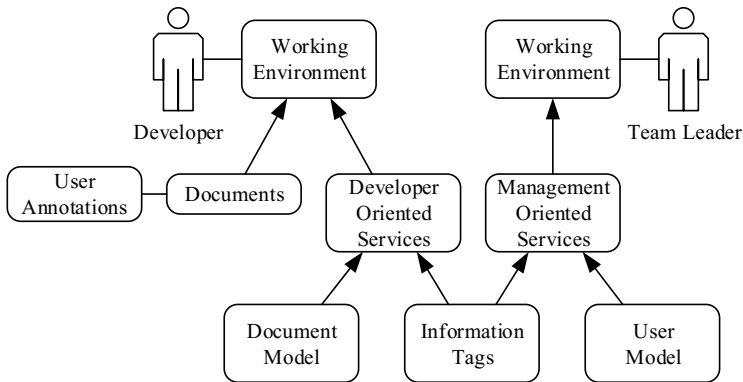 Working
Environment
Working
Environment
Developer
Team Leader
User
Annotations
Documents
Developer
Oriented
Services
Management
Oriented
Services
Document
Model
Information
Tags
User
Model